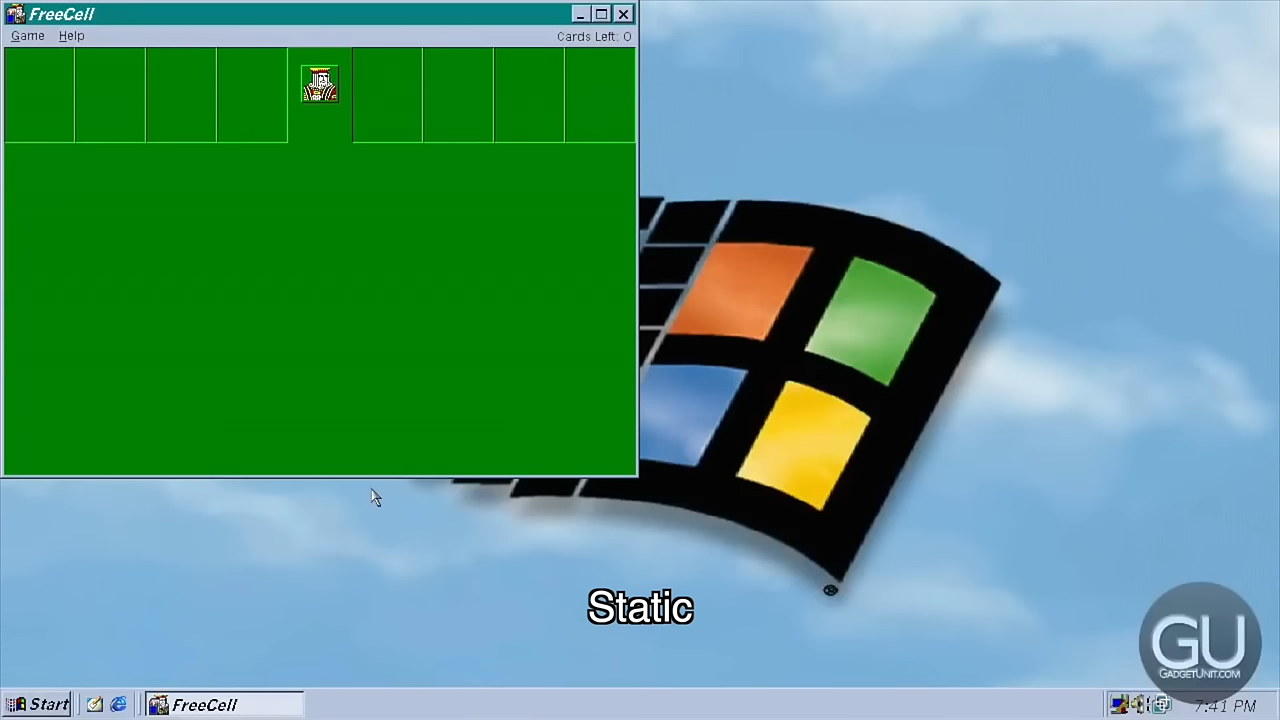 FreeCell
Game Help Cards Left: 0
Static
GU
GADGETUNIT.COM
Start FreeCell 7:41 PM